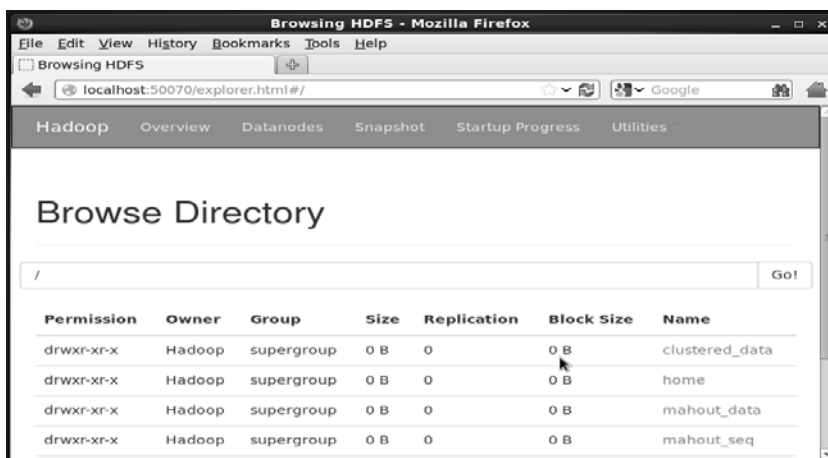 Browsing HDFS - Mozilla Firefox
File Edit View History Bookmarks Tools Help
Browsing HDFS
localhost:50070/explorer.html#/ Google
Hadoop Overview Datanodes Snapshot Startup Progress Utilities
Browse Directory
/ Go!
Permission Owner Group Size Replication Block Size Name
drwxr-xr-x Hadoop supergroup 0 B 0 0 B clustered_data
drwxr-xr-x Hadoop supergroup 0 B 0 0 B home
drwxr-xr-x Hadoop supergroup 0 B 0 0 B mahout_data
drwxr-xr-x Hadoop supergroup 0 B 0 0 B mahout_seq